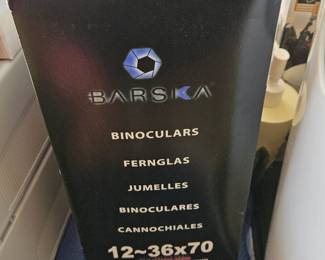 BARSKA
BINOCULARS
FERNGLAS
JUMELLES
BINOCULARES
CANNOCHIALES
12~36x70